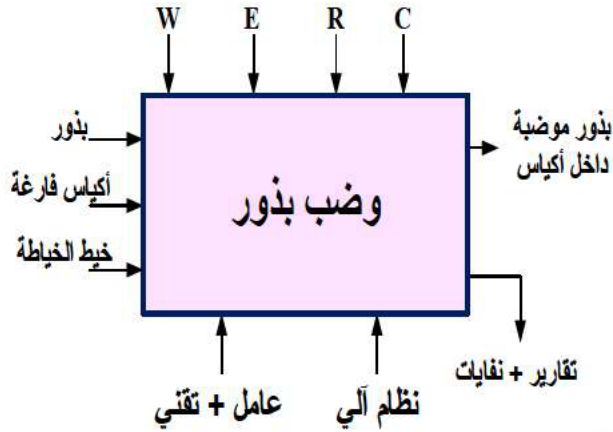 W E R C
بذور
أكياس فارغة
خيط الخياطة
وضب بذور
بذور موضبة
داخل أكياس
تقارير + نفايات
نظام آلي
عامل + تقني